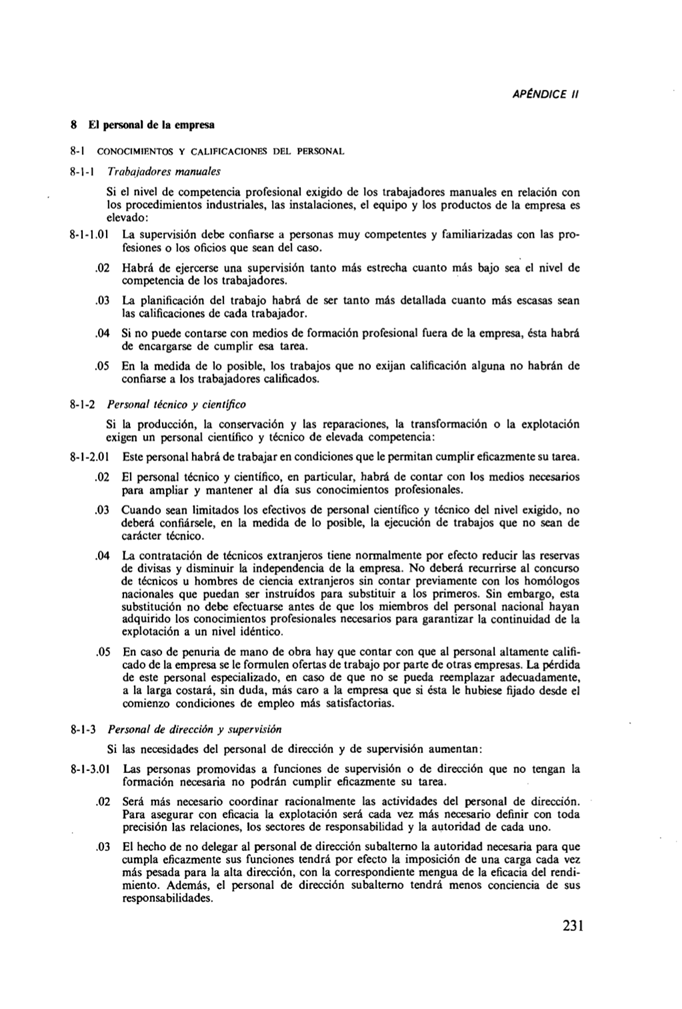 APÉNDICE II
8 El personal de la empresa
8-1 CONOCIMIENTOS Y CALIFICACIONES DEL PERSONAL
8-1-1 Trabajadores manuales
Si el nivel de competencia profesional exigido de los trabajadores manuales en relación con
los procedimientos industriales, las instalaciones, el equipo y los productos de la empresa es
elevado:
8-1-1.01 La supervisión debe confiarse a personas muy competentes y familiarizadas con las pro-
fesiones o los oficios que sean del caso.
.02 Habrá de ejercerse una supervisión tanto más estrecha cuanto más bajo sea el nivel de
competencia de los trabajadores.
.03 La planificación del trabajo habrá de ser tanto más detallada cuanto más escasas sean
las calificaciones de cada trabajador.
.04 Si no puede contarse con medios de formación profesional fuera de la empresa, ésta habrá
de encargarse de cumplir esa tarea.
.05 En la medida de lo posible, los trabajos que no exijan calificación alguna no habrán de
confiarse a los trabajadores calificados.
8-1-2 Personal técnico y científico
Si la producción, la conservación y las reparaciones, la transformación o la explotación
exigen un personal científico y técnico de elevada competencia:
8-1-2.01 Este personal habrá de trabajar en condiciones que le permitan cumplir eficazmente su tarea.
.02 El personal técnico y científico, en particular, habrá de contar con los medios necesarios
para ampliar y mantener al día sus conocimientos profesionales.
.03 Cuando sean limitados los efectivos de personal científico y técnico del nivel exigido, no
deberá confiársele, en la medida de lo posible, la ejecución de trabajos que no sean de
carácter técnico.
.04 La contratación de técnicos extranjeros tiene normalmente por efecto reducir las reservas
de divisas y disminuir la independencia de la empresa. No deberá recurrirse al concurso
de técnicos u hombres de ciencia extranjeros sin contar previamente con los homólogos
nacionales que puedan ser instruídos para substituir a los primeros. Sin embargo, esta
substitución no debe efectuarse antes de que los miembros del personal nacional hayan
adquirido los conocimientos profesionales necesarios para garantizar la continuidad de la
explotación a un nivel idéntico.
.05 En caso de penuria de mano de obra hay que contar con que al personal altamente califi-
cado de la empresa se le formulen ofertas de trabajo por parte de otras empresas. La pérdida
de este personal especializado, en caso de que no se pueda reemplazar adecuadamente,
a la larga costará, sin duda, más caro a la empresa que si ésta le hubiese fijado desde el
comienzo condiciones de empleo más satisfactorias.
8-1-3 Personal de dirección y supervisión
Si las necesidades del personal de dirección y de supervisión aumentan:
8-1-3.01 Las personas promovidas a funciones de supervisión o de dirección que no tengan la
formación necesaria no podrán cumplir eficazmente su tarea.
.02 Será más necesario coordinar racionalmente las actividades del personal de dirección.
Para asegurar con eficacia la explotación será cada vez más necesario definir con toda
precisión las relaciones, los sectores de responsabilidad y la autoridad de cada uno.
.03 El hecho de no delegar al personal de dirección subalterno la autoridad necesaria para que
cumpla eficazmente sus funciones tendrá por efecto la imposición de una carga cada vez
más pesada para la alta dirección, con la correspondiente mengua de la eficacia del rendi-
miento. Además, el personal de dirección subalterno tendrá menos conciencia de sus
responsabilidades.
231